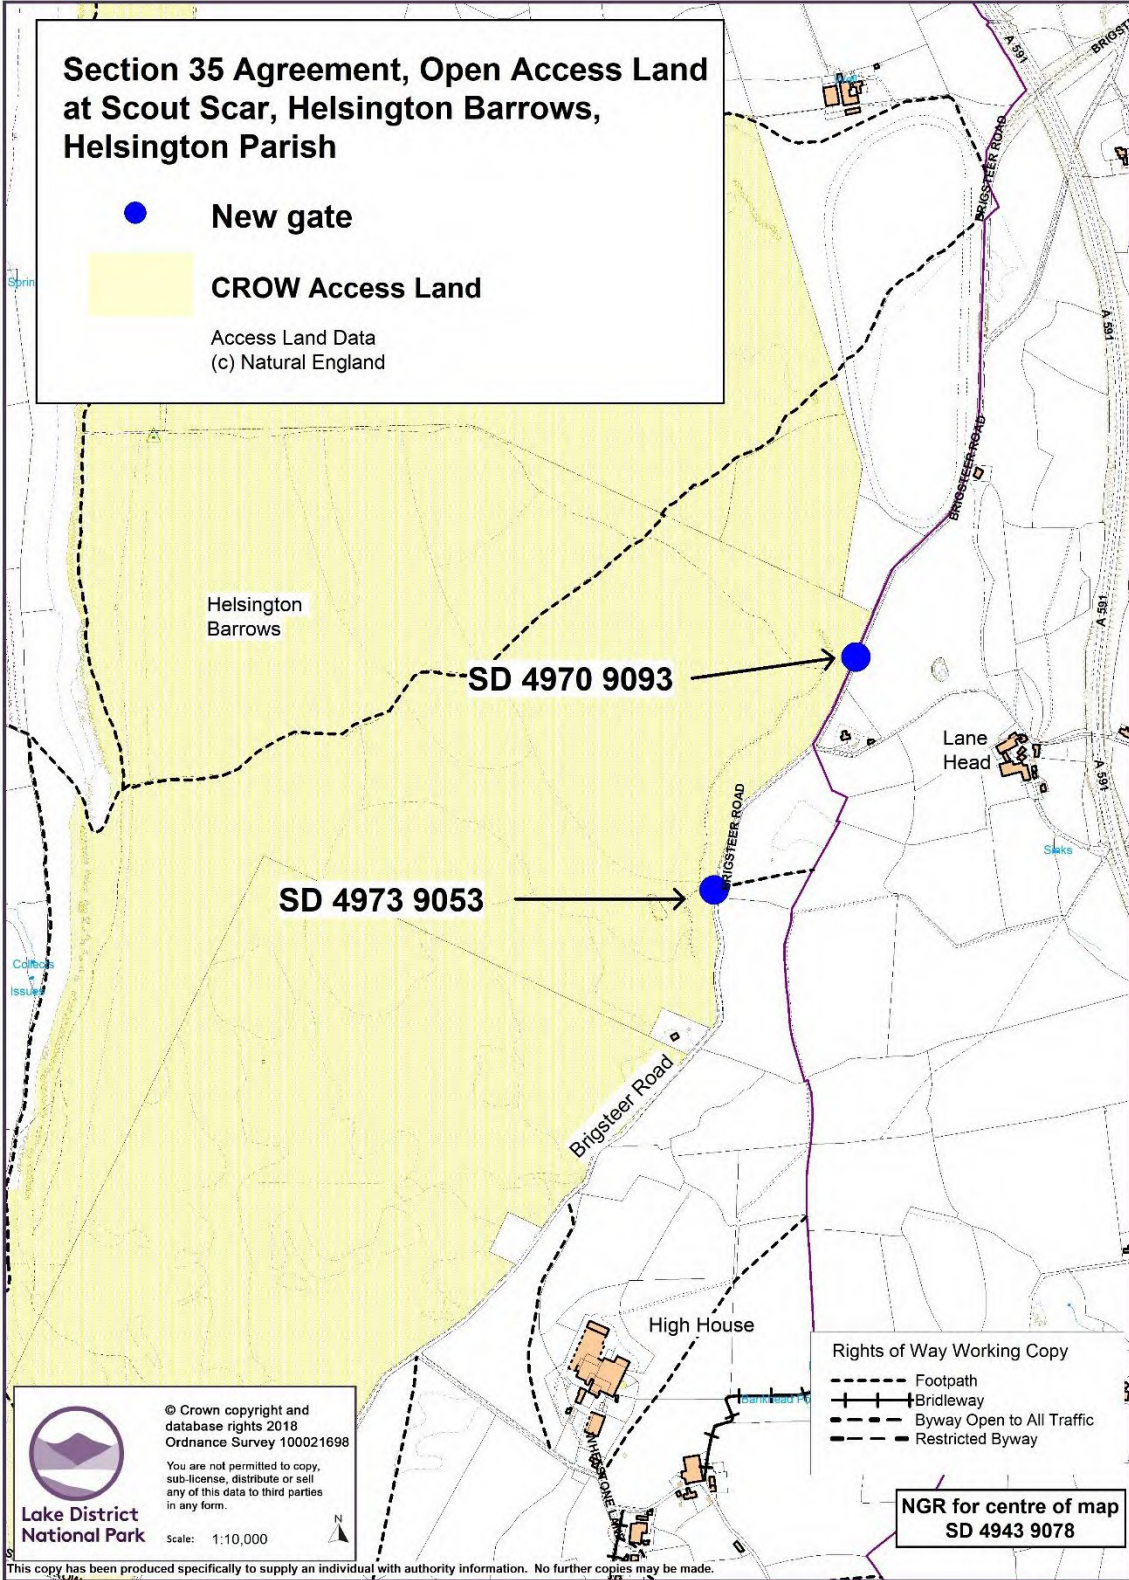 Section 35 Agreement, Open Access Land
at Scout Scar, Helsington Barrows,
Helsington Parish
New gate
CROW Access Land
Access Land Data
(c) Natural England
A 591
BRIGSTEER ROAD
A 591
BRIGSTEER ROAD
Helsington
Barrows
A 591
SD 4970 9093
Lane
Head
A 591
BRIGSTEER ROAD
Sinks
SD 4973 9053
Collects
Issues
Brigsteer Road
High House
WHETSTONE LANE
Rights of Way Working Copy
Footpath
Bridleway
Byway Open to All Traffic
Restricted Byway
© Crown copyright and
database rights 2018
Ordnance Survey 100021698
You are not permitted to copy,
sub-license, distribute or sell
any of this data to third parties
in any form.
Lake District
National Park
Scale: 1:10,000
N
NGR for centre of map
SD 4943 9078
This copy has been produced specifically to supply an individual with authority information. No further copies may be made.